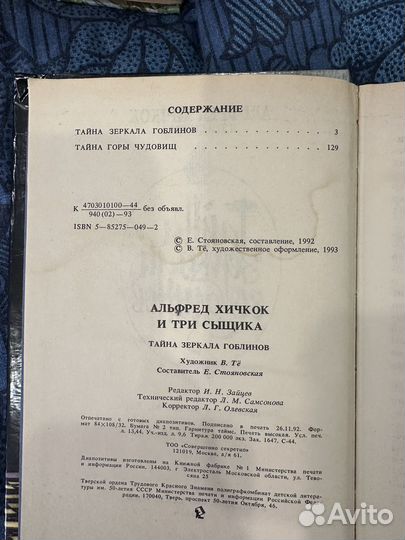 СОДЕРЖАНИЕ
ТАЙНА ЗЕРКАЛА ГОБЛИНОВ . . . . . . . . . . . 3
ТАЙНА ГОРЫ ЧУДОВИЩ . . . . . . . . . . . 129
К 4703010100—44
940 (02) —93 без объявл.
ISBN 5—85275—049—2
© Е. Стояновская, составление, 1992
© В. Тё, художественное оформление, 1993
АЛЬФРЕД ХИЧКОК
И ТРИ СЫЩИКА
ТАЙНА ЗЕРКАЛА ГОБЛИНОВ
Художник В. Тё
Составитель Е. Стояновская
Редактор И. Н. Зайцев
Технический редактор Л. М. Самсонова
Корректор Л. Г. Олевская
Отпечатано с готовых диапозитивов. Подписано в печать 26.11.92. Фор-
мат 84×108/32. Бумага № 2 тип. Гарнитура таймс. Печать высокая. Усл. печ.
л. 13,44. Уч.-изд. л. 9,6 Тираж 200 000 экз. Зак. 1647. С-44.
ТОО «Совершенно секретно»
121019, Москва, а/я 61.
Диапозитивы изготовлены на Книжной фабрике № 1 Министерства печати
и информации России. 144003, г Электросталь Московской области, ул. Тево-
сяна 25
Тверской ордена Трудового Красного Знамени полиграфкомбинат детской литера-
туры им. 50-летия СССР Министерства печати и информации Российской Феде-
рации. 170040, Тверь, проспект 50-летия Октября, 46.
Avito